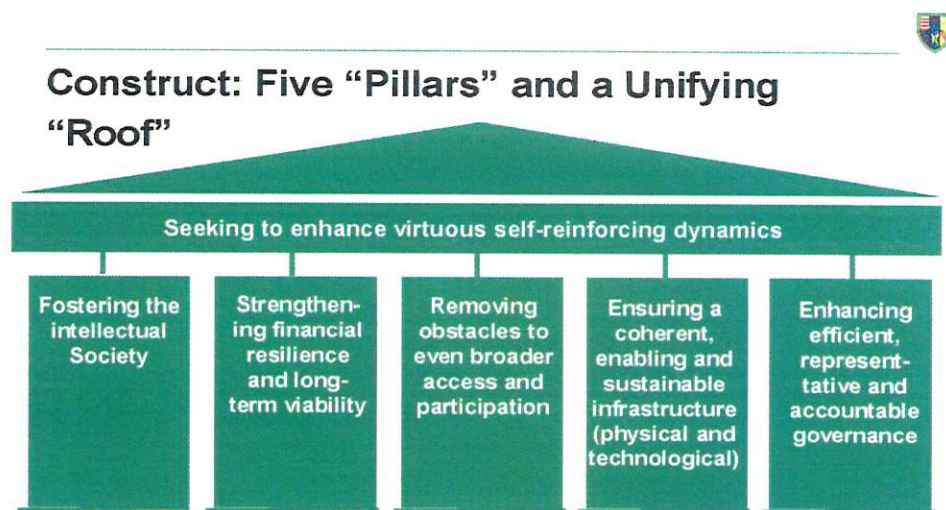 Construct: Five “Pillars” and a Unifying
“Roof”
Seeking to enhance virtuous self-reinforcing dynamics
Fostering the
intellectual
Society
Strengthen-
ing financial
resilience
and long-
term viability
Removing
obstacles to
even broader
access and
participation
Ensuring a
coherent,
enabling and
sustainable
infrastructure
(physical and
technological)
Enhancing
efficient,
represent-
tative and
accountable
governance